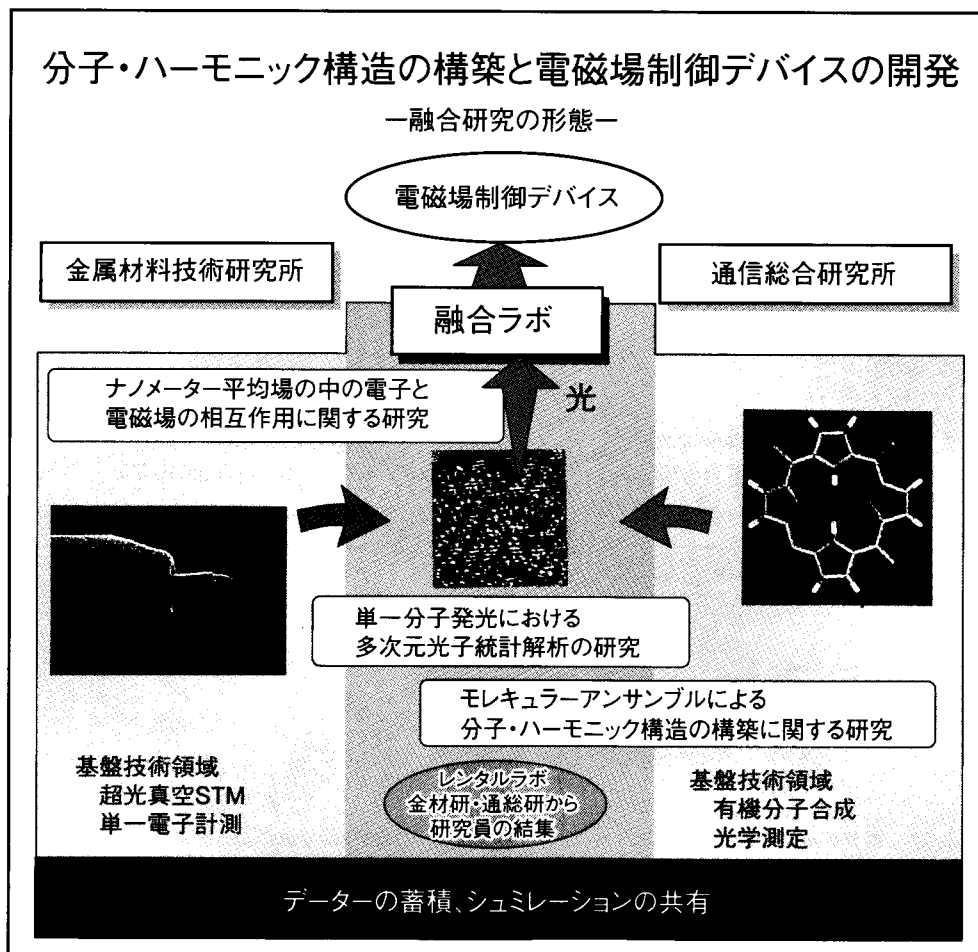 分子・ハーモニック構造の構築と電磁場制御デバイスの開発
ー融合研究の形態ー
電磁場制御デバイス
金属材料技術研究所
通信総合研究所
融合ラボ
ナノメーター平均場の中の電子と
電磁場の相互作用に関する研究
光
単一分子発光における
多次元光子統計解析の研究
モレキュラーアンサンブルによる
分子・ハーモニック構造の構築に関する研究
基盤技術領域
超光真空STM
単一電子計測
レンタルラボ
金材研・通総研から
研究員の結集
基盤技術領域
有機分子合成
光学測定
データーの蓄積、シュミレーションの共有